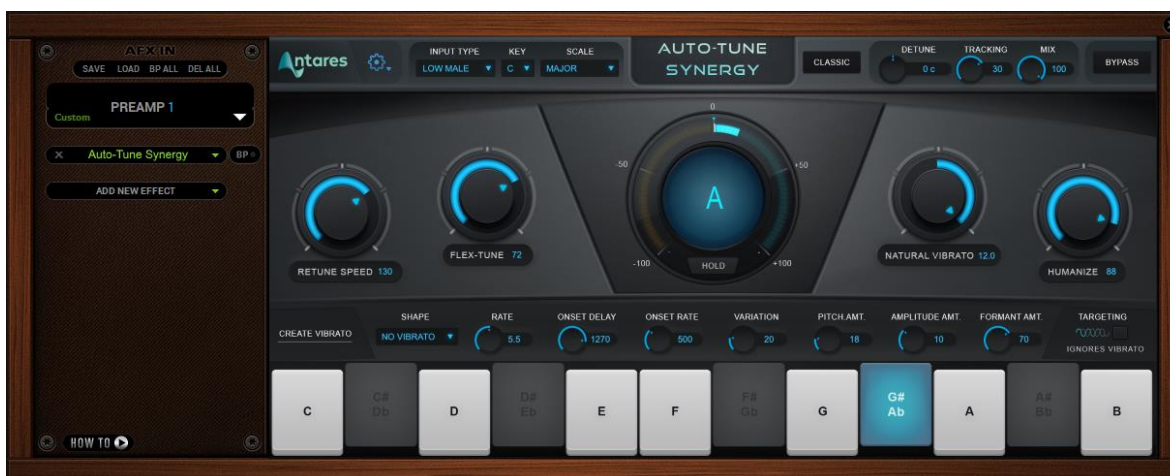 AFX IN
SAVE LOAD BP ALL DEL ALL
PREAMP 1
Custom
Auto-Tune Synergy
BP
ADD NEW EFFECT
HOW TO
Antares
INPUT TYPE KEY SCALE
LOW MALE C MAJOR
AUTO-TUNE
SYNERGY
CLASSIC
DETUNE TRACKING MIX
0 c 30 100
BYPASS
0
-50 +50
A
-100 HOLD +100
RETUNE SPEED 130
FLEX-TUNE 72
NATURAL VIBRATO 12.0
HUMANIZE 88
CREATE VIBRATO
SHAPE RATE ONSET DELAY ONSET RATE VARIATION PITCH.AMT. AMPLITUDE AMT. FORMANT AMT. TARGETING
NO VIBRATO 5.5 1270 500 20 18 10 70
IGNORES VIBRATO
C# D# F# G# A#
Db Eb Gb Ab Bb
C D E F G A B